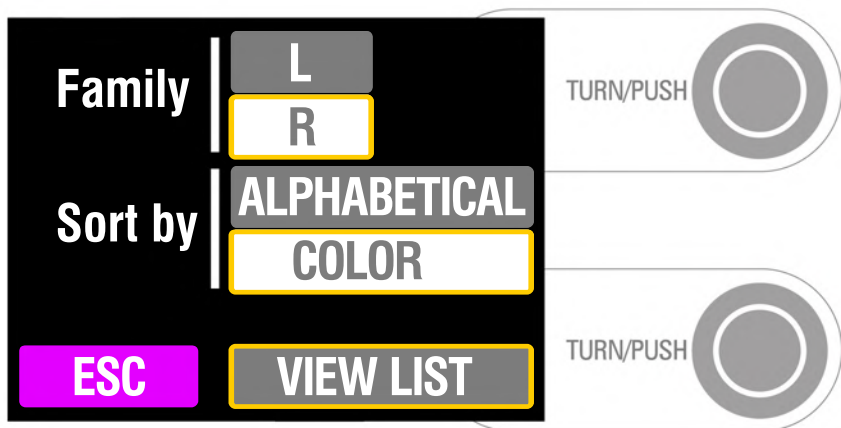 Family
L
R
TURN/PUSH
Sort by
ALPHABETICAL
COLOR
ESC
VIEW LIST
TURN/PUSH